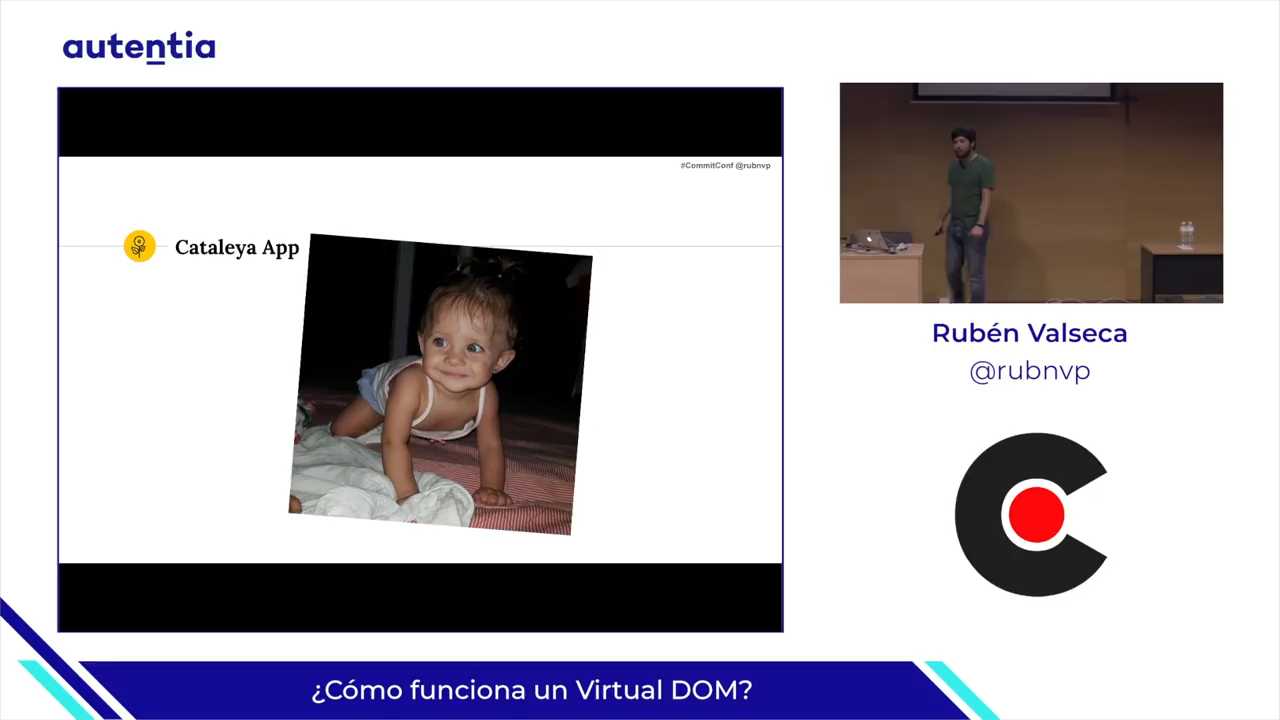 autentia
#CommitConf @rubnvp
Cataleya App
Rubén Valseca
@rubnvp
¿Cómo funciona un Virtual DOM?